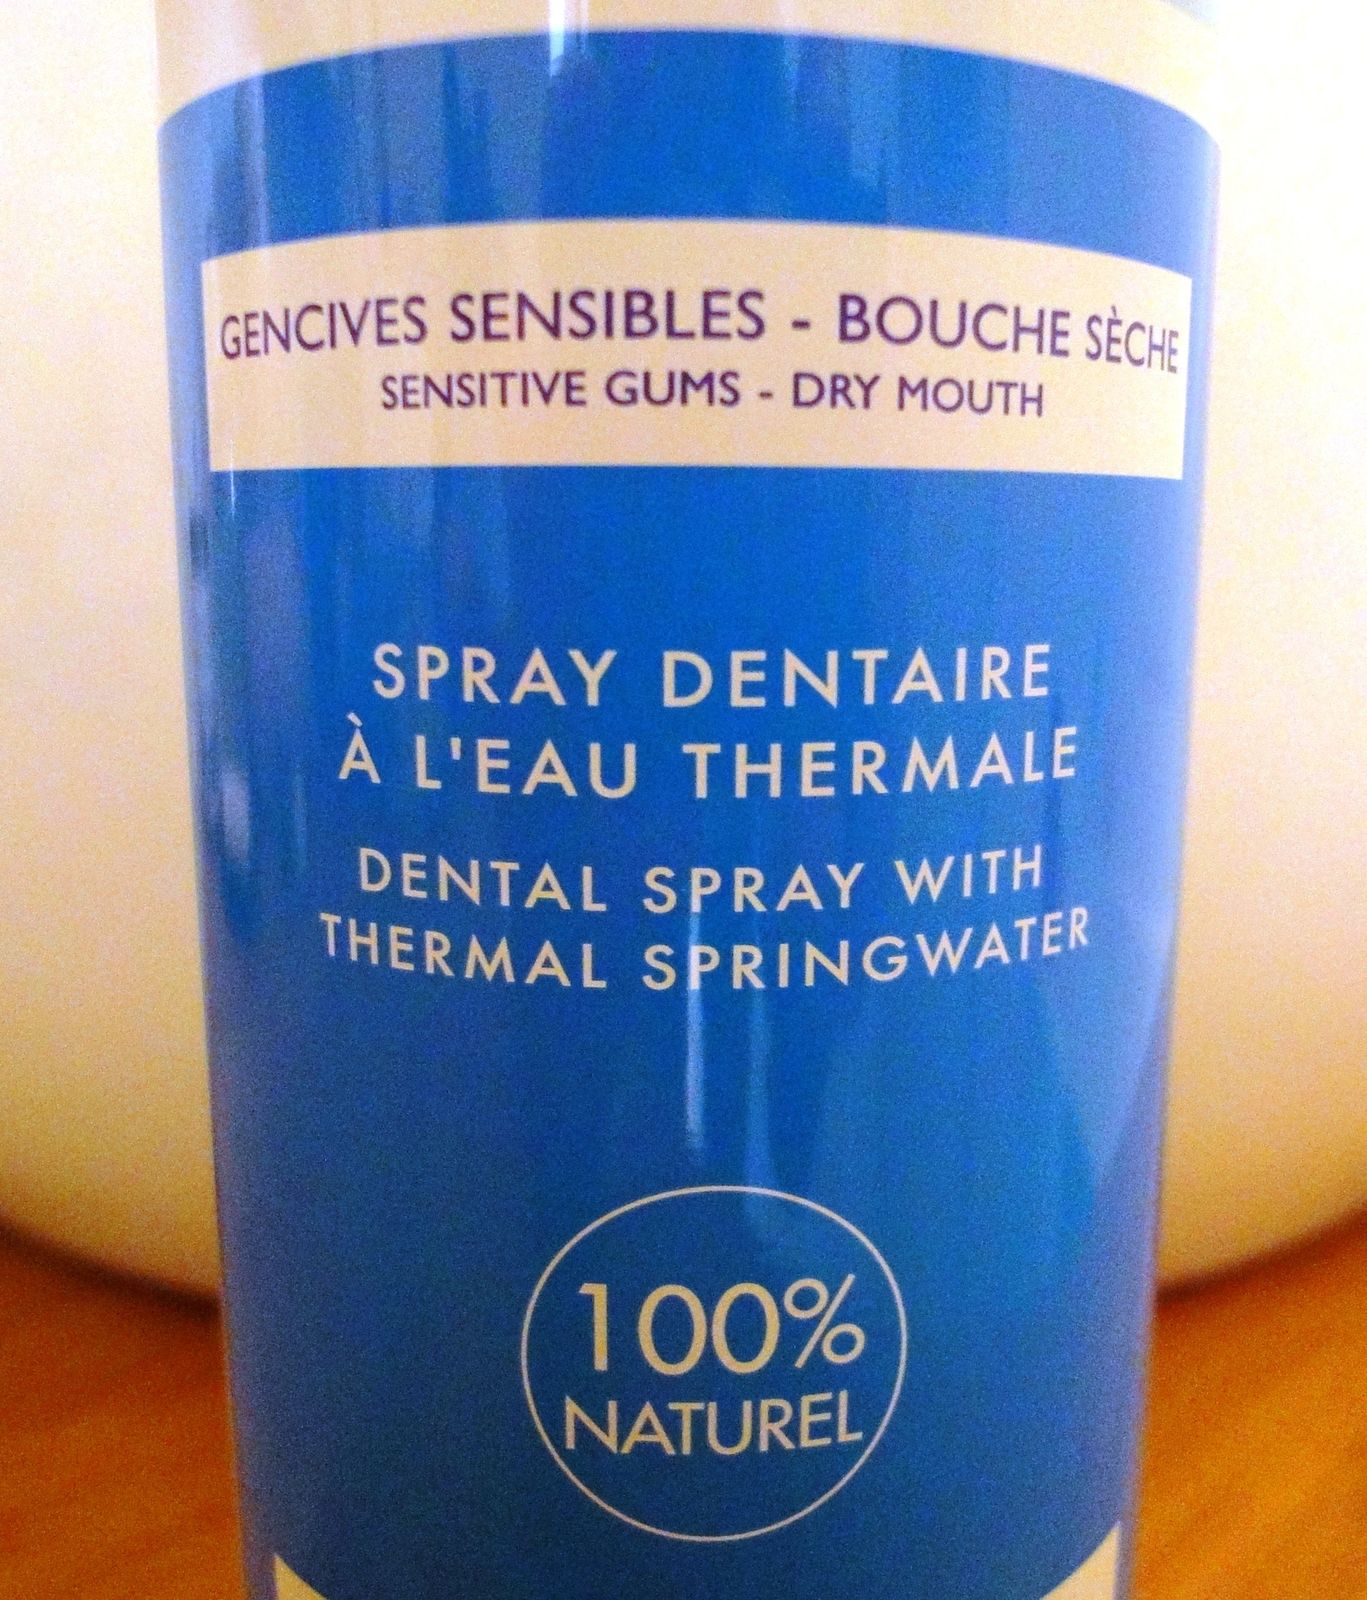 GENCIVES SENSIBLES - BOUCHE SÈCHE
SENSITIVE GUMS - DRY MOUTH
SPRAY DENTAIRE
À L'EAU THERMALE
DENTAL SPRAY WITH
THERMAL SPRINGWATER
100%
NATUREL